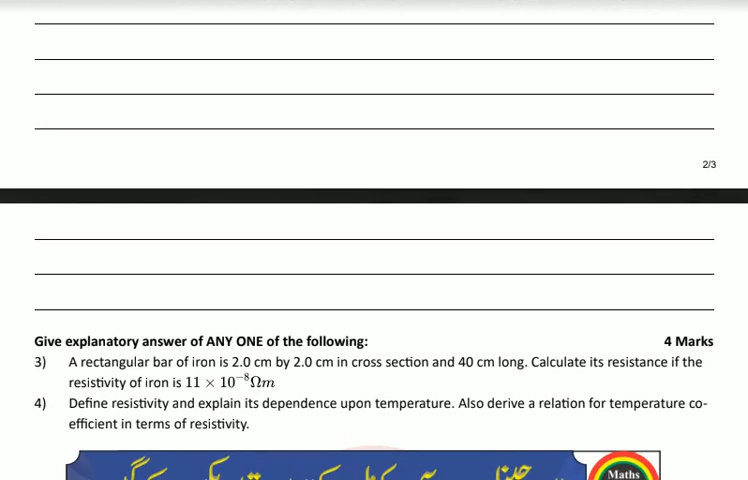 2/3
Give explanatory answer of ANY ONE of the following: 4 Marks
3) A rectangular bar of iron is 2.0 cm by 2.0 cm in cross section and 40 cm long. Calculate its resistance if the
resistivity of iron is 11 × 10⁻⁸Ωm
4) Define resistivity and explain its dependence upon temperature. Also derive a relation for temperature co-
efficient in terms of resistivity.
Maths